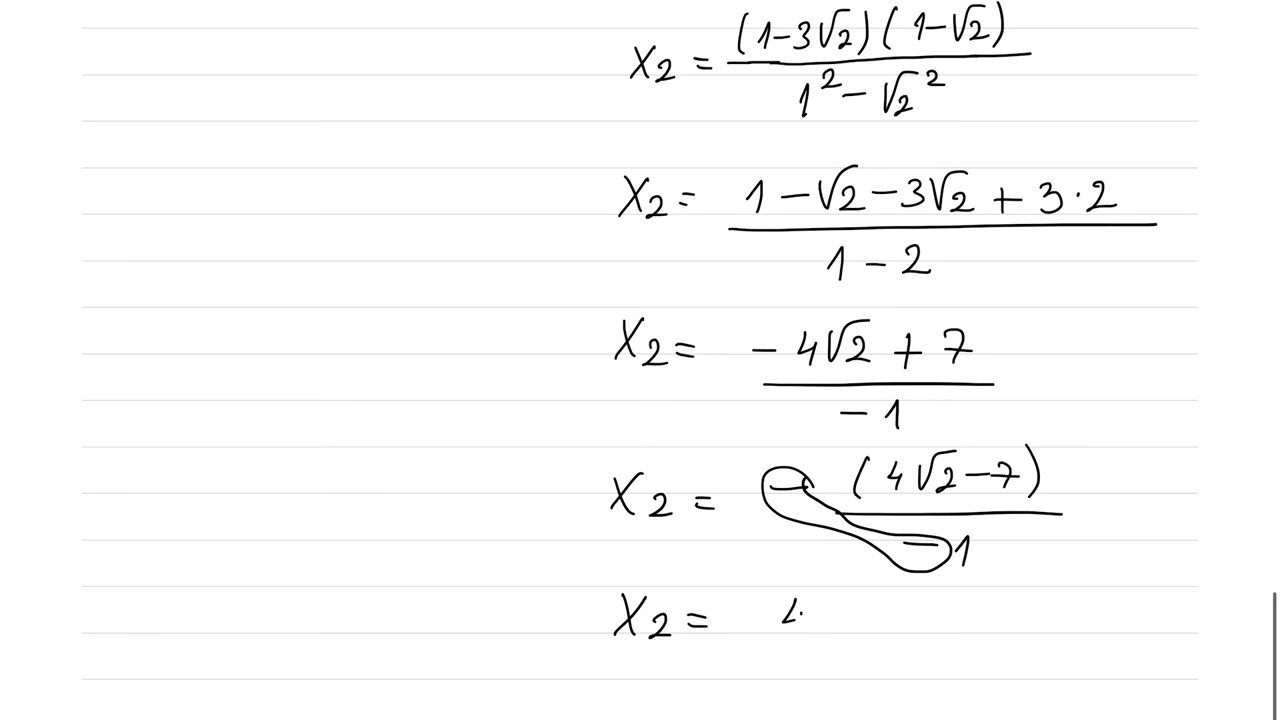 X₂ = (1-3√2)(1-√2) / 1² - √2²
X₂ = 1 - √2 - 3√2 + 3·2 / 1 - 2
X₂ = - 4√2 + 7 / - 1
X₂ = - (4√2 - 7) / - 1
X₂ =